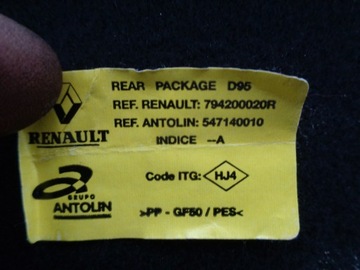 REAR PACKAGE D95
REF. RENAULT: 794200020R
RENAULT
REF. ANTOLIN: 547140010
INDICE --A
Code ITG: HJ4
GRUPO
ANTOLIN
>PP - GF50 / PES<